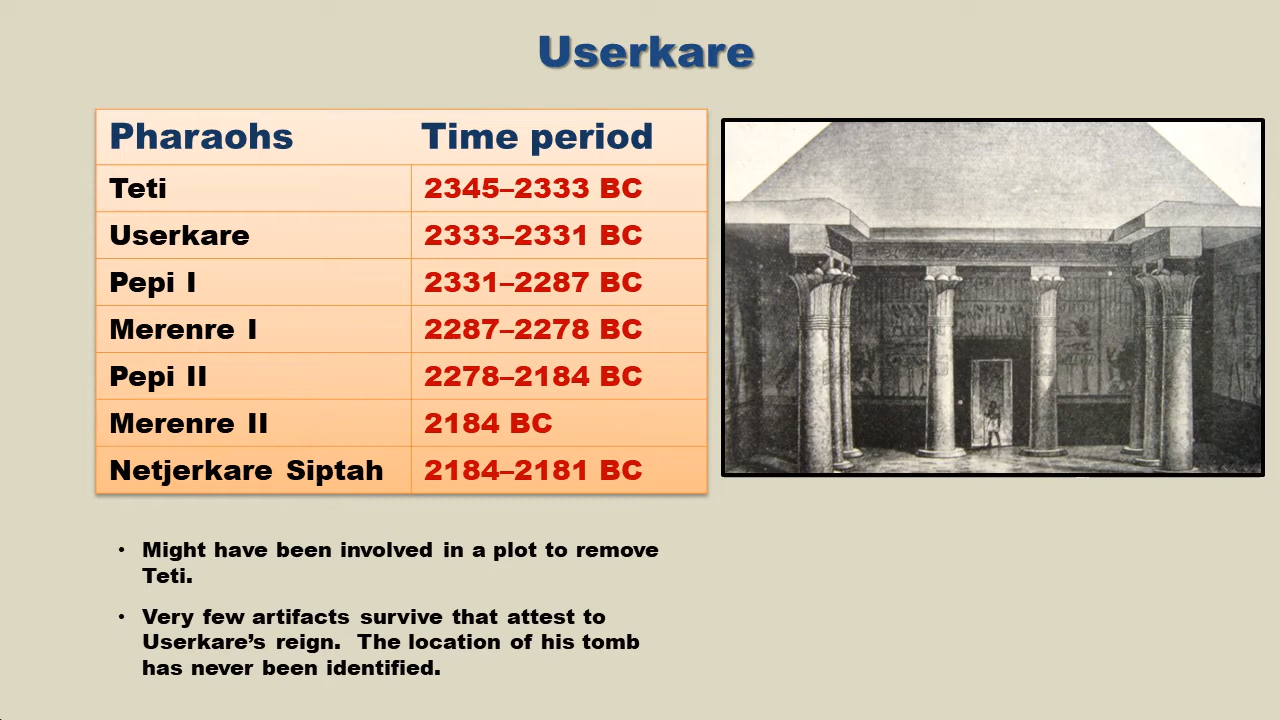 Userkare
Pharaohs Time period
Teti 2345–2333 BC
Userkare 2333–2331 BC
Pepi I 2331–2287 BC
Merenre I 2287–2278 BC
Pepi II 2278–2184 BC
Merenre II 2184 BC
Netjerkare Siptah 2184–2181 BC
• Might have been involved in a plot to remove
Teti.
• Very few artifacts survive that attest to
Userkare’s reign. The location of his tomb
has never been identified.